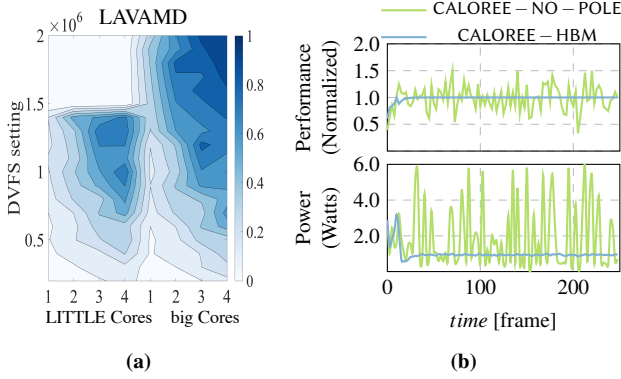 LAVAMD
×10⁶
2
1.5
1
0.5
DVFS setting
1 2 3 4 1 2 3 4
LITTLE Cores big Cores
1
0.8
0.6
0.4
0.2
0
(a)
CALOREE – NO – POLE
CALOREE – HBM
Performance
(Normalized)
2.0
1.5
1.0
0.5
Power
(Watts)
6.0
4.0
2.0
0 100 200
time [frame]
(b)